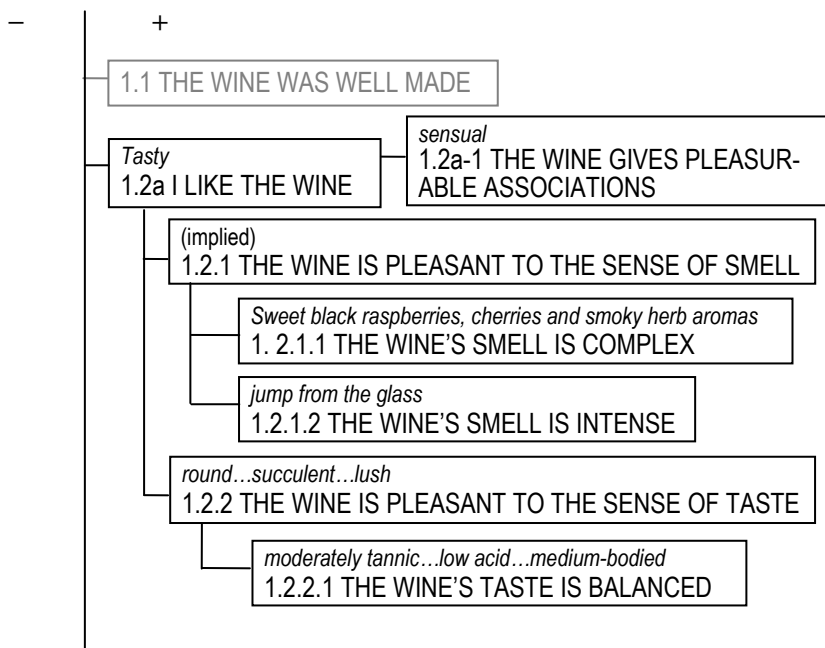 – +
1.1 THE WINE WAS WELL MADE
Tasty
1.2a I LIKE THE WINE
sensual
1.2a-1 THE WINE GIVES PLEASUR-
ABLE ASSOCIATIONS
(implied)
1.2.1 THE WINE IS PLEASANT TO THE SENSE OF SMELL
Sweet black raspberries, cherries and smoky herb aromas
1. 2.1.1 THE WINE'S SMELL IS COMPLEX
jump from the glass
1.2.1.2 THE WINE'S SMELL IS INTENSE
round…succulent…lush
1.2.2 THE WINE IS PLEASANT TO THE SENSE OF TASTE
moderately tannic…low acid…medium-bodied
1.2.2.1 THE WINE'S TASTE IS BALANCED